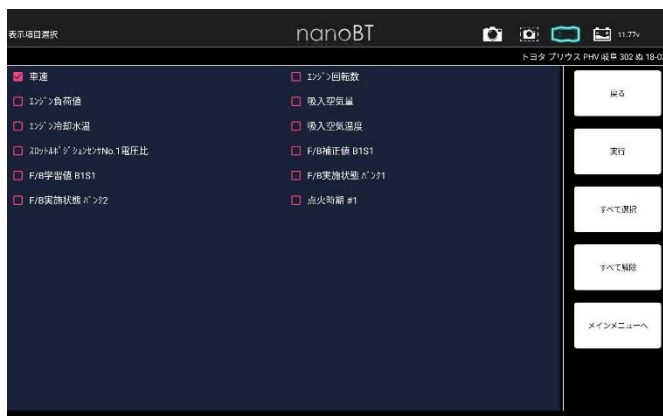 表示項目選択
nanoBT
11.77v
トヨタ プリウス PHV 岐阜 302 ぬ 18-0
車速
ｴﾝｼﾞﾝ回転数
ｴﾝｼﾞﾝ負荷値
吸入空気量
ｴﾝｼﾞﾝ冷却水温
吸入空気温度
ｽﾛｯﾄﾙﾎﾟｼﾞｼｮﾝｾﾝｻNo.1電圧比
F/B補正値 B1S1
F/B学習値 B1S1
F/B実施状態 ﾊﾞﾝｸ1
F/B実施状態 ﾊﾞﾝｸ2
点火時期 #1
戻る
実行
すべて選択
すべて解除
メインメニューへ